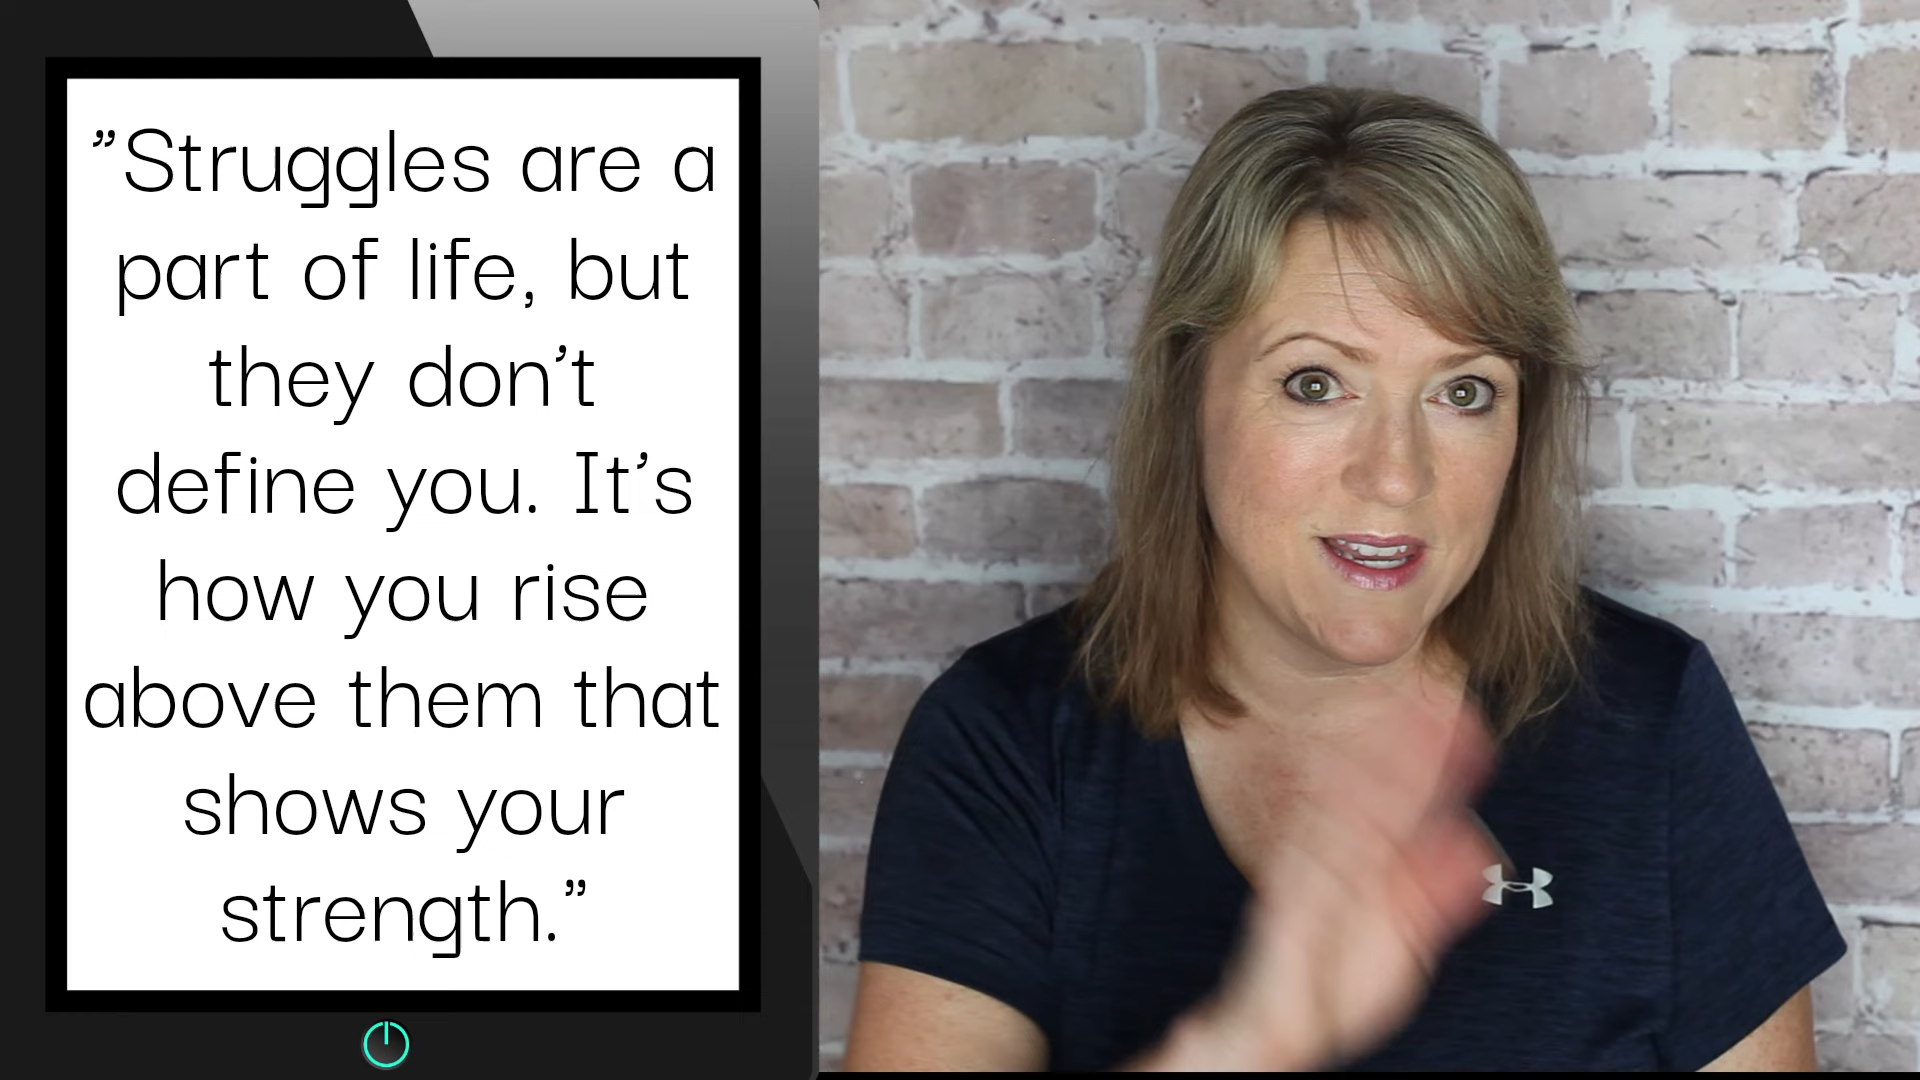 ”Struggles are a
part of life, but
they don’t
define you. It’s
how you rise
above them that
shows your
strength.”